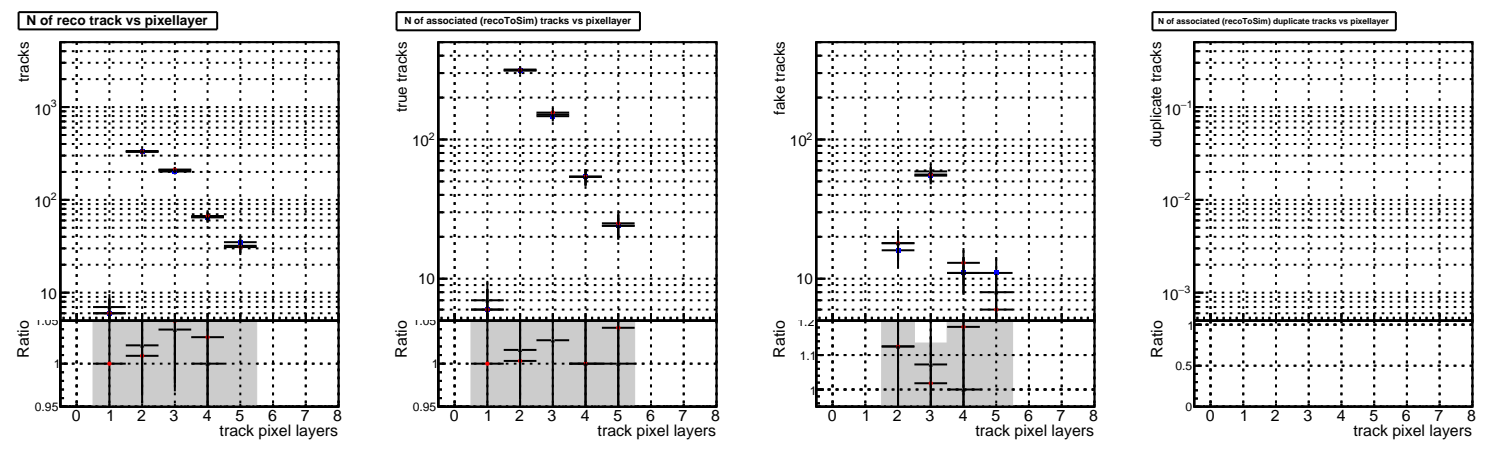 N of reco track vs pixellayer
tracks
10³
10²
10
1.05
1
0.95
Ratio
0 1 2 3 4 5 6 7 8
track pixel layers
N of associated (recoToSim) tracks vs pixellayer
true tracks
10²
10
1.05
1
0.95
Ratio
0 1 2 3 4 5 6 7 8
track pixel layers
fake tracks
10²
10
1.2
1.1
1
Ratio
0 1 2 3 4 5 6 7 8
track pixel layers
N of associated (recoToSim) duplicate tracks vs pixellayer
duplicate tracks
10⁻¹
10⁻²
10⁻³
1
0.5
0
Ratio
0 1 2 3 4 5 6 7 8
track pixel layers